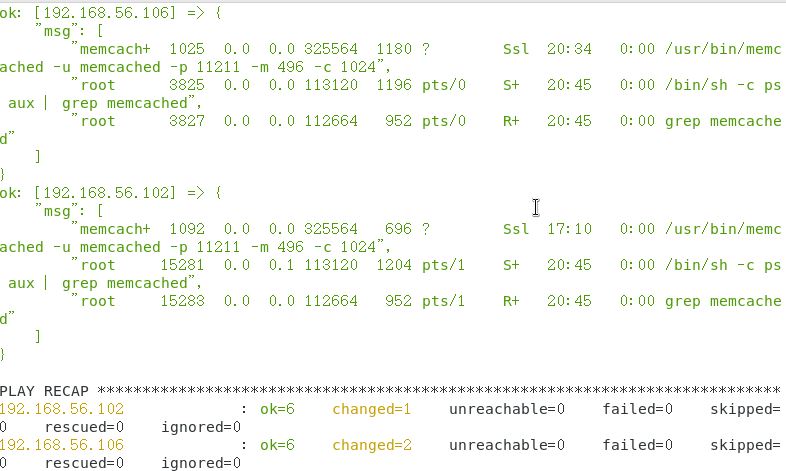 ok: [192.168.56.106] => {
    "msg": [
        "memcach+  1025  0.0  0.0 325564  1180 ?        Ssl  20:34   0:00 /usr/bin/memc
ached -u memcached -p 11211 -m 496 -c 1024",
        "root      3825  0.0  0.0 113120  1196 pts/0    S+   20:45   0:00 /bin/sh -c ps
 aux |  grep memcached",
        "root      3827  0.0  0.0 112664   952 pts/0    R+   20:45   0:00 grep memcache
d"
    ]
}
ok: [192.168.56.102] => {
    "msg": [
        "memcach+  1092  0.0  0.0 325564   696 ?        Ssl  17:10   0:00 /usr/bin/memc
ached -u memcached -p 11211 -m 496 -c 1024",
        "root     15281  0.0  0.1 113120  1204 pts/1    S+   20:45   0:00 /bin/sh -c ps
 aux |  grep memcached",
        "root     15283  0.0  0.0 112664   952 pts/1    R+   20:45   0:00 grep memcache
d"
    ]
}
PLAY RECAP ****************************************************************************
192.168.56.102             : ok=6    changed=1    unreachable=0    failed=0    skipped=
0    rescued=0    ignored=0
192.168.56.106             : ok=6    changed=2    unreachable=0    failed=0    skipped=
0    rescued=0    ignored=0